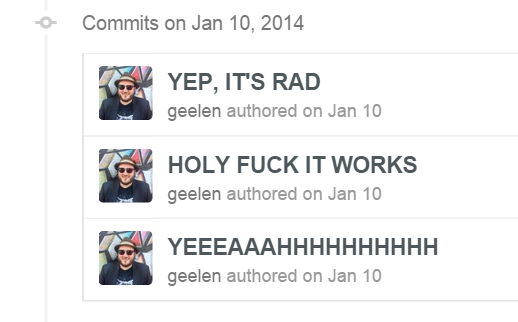 Commits on Jan 10, 2014
YEP, IT'S RAD
geelen authored on Jan 10
HOLY FUCK IT WORKS
geelen authored on Jan 10
YEEEAAAHHHHHHHHHH
geelen authored on Jan 10